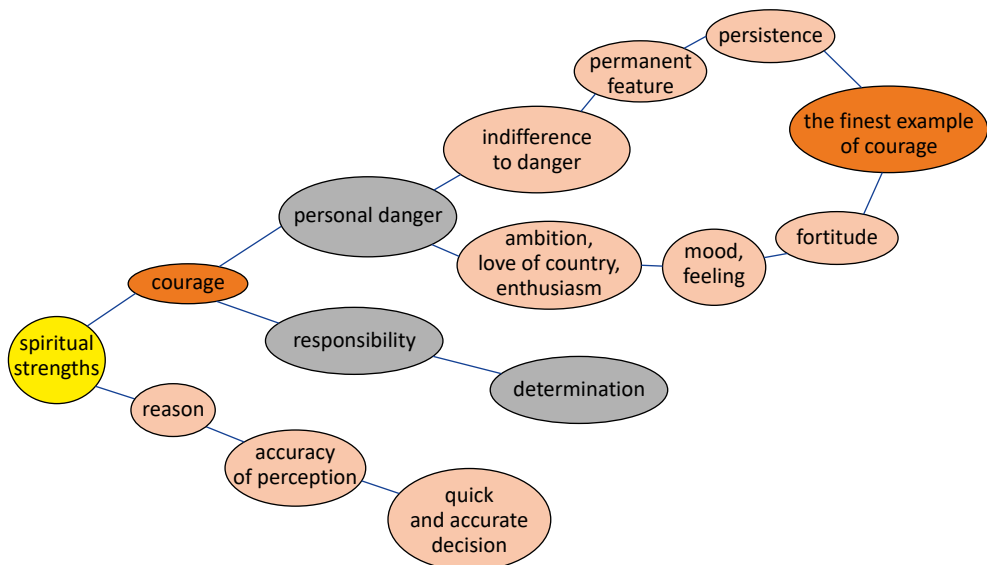 persistence
permanent
feature
the finest example
of courage
indifference
to danger
personal danger
ambition,
love of country,
enthusiasm
mood,
feeling
fortitude
courage
responsibility
spiritual
strengths
determination
reason
accuracy
of perception
quick
and accurate
decision